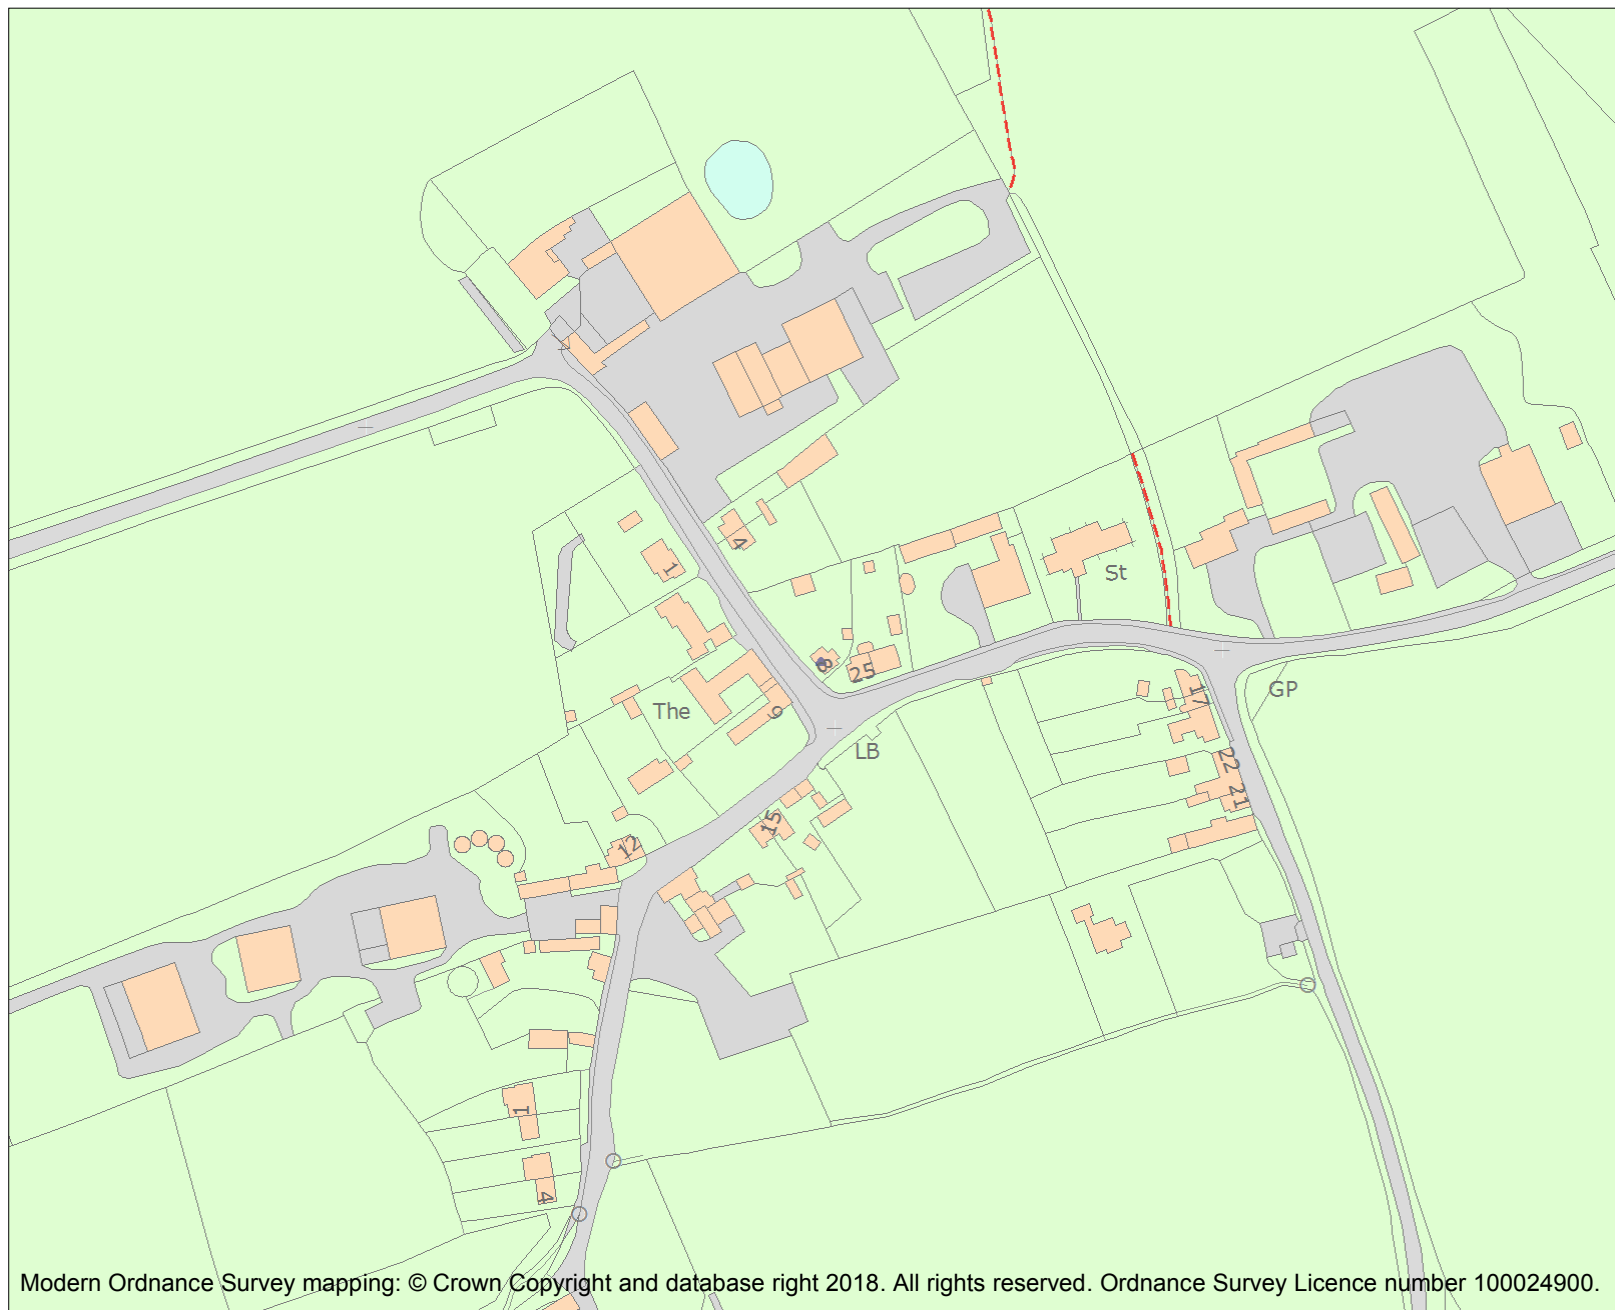 4
1
St
8
25
17
GP
The
9
LB
22
21
15
12
1
4
Modern Ordnance Survey mapping: © Crown Copyright and database right 2018. All rights reserved. Ordnance Survey Licence number 100024900.